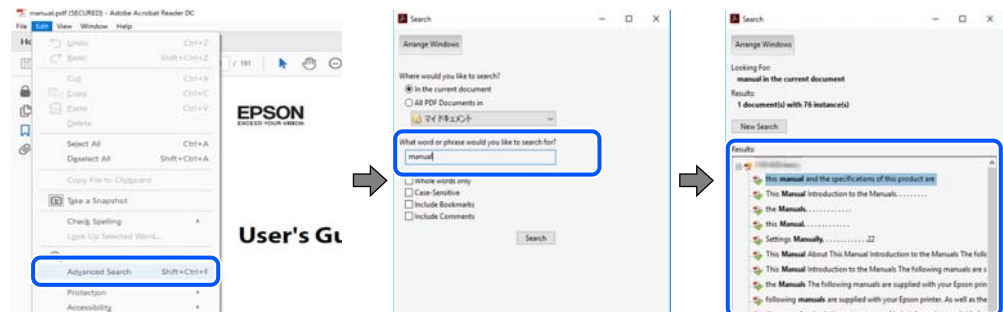 manual.pdf (SECURED) - Adobe Acrobat Reader DC
File Edit View Window Help
Undo Ctrl+Z
Redo Shift+Ctrl+Z
Cut Ctrl+X
Copy Ctrl+C
Paste Ctrl+V
Delete
Select All Ctrl+A
Deselect All Shift+Ctrl+A
Copy File to Clipboard
Take a Snapshot
Check Spelling
Look Up Selected Word...
Advanced Search Shift+Ctrl+F
Protection
Accessibility
/ 181
EPSON
EXCEED YOUR VISION
User's Gu
Search
Arrange Windows
Where would you like to search?
In the current document
All PDF Documents in
マイ ドキュメント
What word or phrase would you like to search for?
manual
Whole words only
Case-Sensitive
Include Bookmarks
Include Comments
Search
Search
Arrange Windows
Looking For:
manual in the current document
Results:
1 document(s) with 76 instance(s)
New Search
Results:
this manual and the specifications of this product are
This Manual Introduction to the Manuals. . . . . . . . .
the Manuals. . . . . . . . . . . . .
this Manual. . . . . . . . . . . . .
Settings Manually. . . . . . . . . . . . 22
This Manual About This Manual Introduction to the Manuals The follo
This Manual Introduction to the Manuals The following manuals are s
the Manuals The following manuals are supplied with your Epson prin
following manuals are supplied with your Epson printer. As well as the